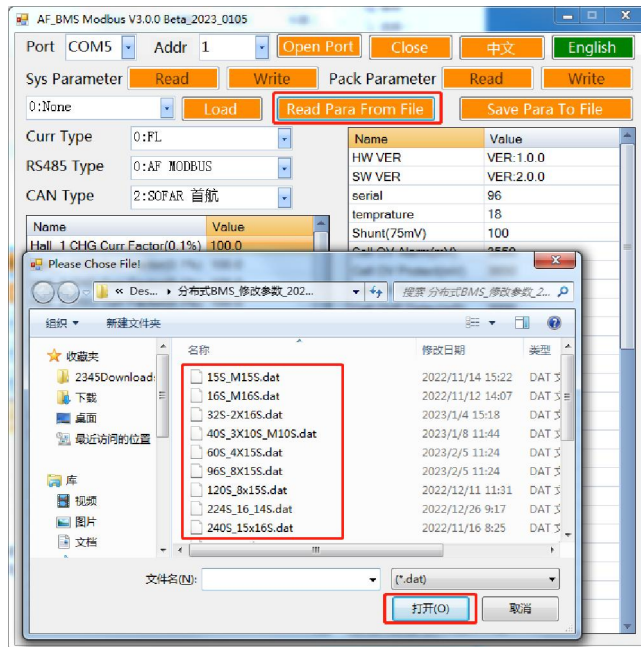 AF_BMS Modbus V3.0.0 Beta_2023_0105
Port COM5 Addr 1 Open Port Close 中文 English
Sys Parameter Read Write Pack Parameter Read Write
0:None Load Read Para From File Save Para To File
Curr Type 0:FL
RS485 Type 0:AF MODBUS
CAN Type 2:SOFAR 首航
Name Value
HW VER VER:1.0.0
SW VER VER:2.0.0
serial 96
temprature 18
Shunt(75mV) 100
Name Value
Hall 1 CHG Curr Factor(0.1%) 100.0
Please Chose File!
« Des... 分布式BMS_修改参数_202...
搜索 分布式BMS_修改参数_2...
组织 新建文件夹
收藏夹
2345Download
下载
桌面
最近访问的位置
库
视频
图片
文档
名称 修改日期 类型
15S_M15S.dat 2022/11/14 15:22 DAT 文
16S_M16S.dat 2022/11/12 14:07 DAT 文
32S-2X16S.dat 2023/1/4 15:18 DAT 文
40S_3X10S_M10S.dat 2023/1/8 11:44 DAT 文
60S_4X15S.dat 2023/2/5 11:24 DAT 文
96S_8X15S.dat 2023/2/5 11:24 DAT 文
120S_8x15S.dat 2022/12/11 11:31 DAT 文
224S_16_14S.dat 2022/12/26 9:17 DAT 文
240S_15x16S.dat 2022/11/16 8:25 DAT 文
文件名(N): (*.dat)
打开(O) 取消